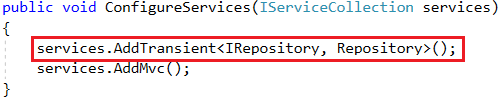 public void ConfigureServices(IServiceCollection services)
{
services.AddTransient<IRepository, Repository>();
services.AddMvc();
}